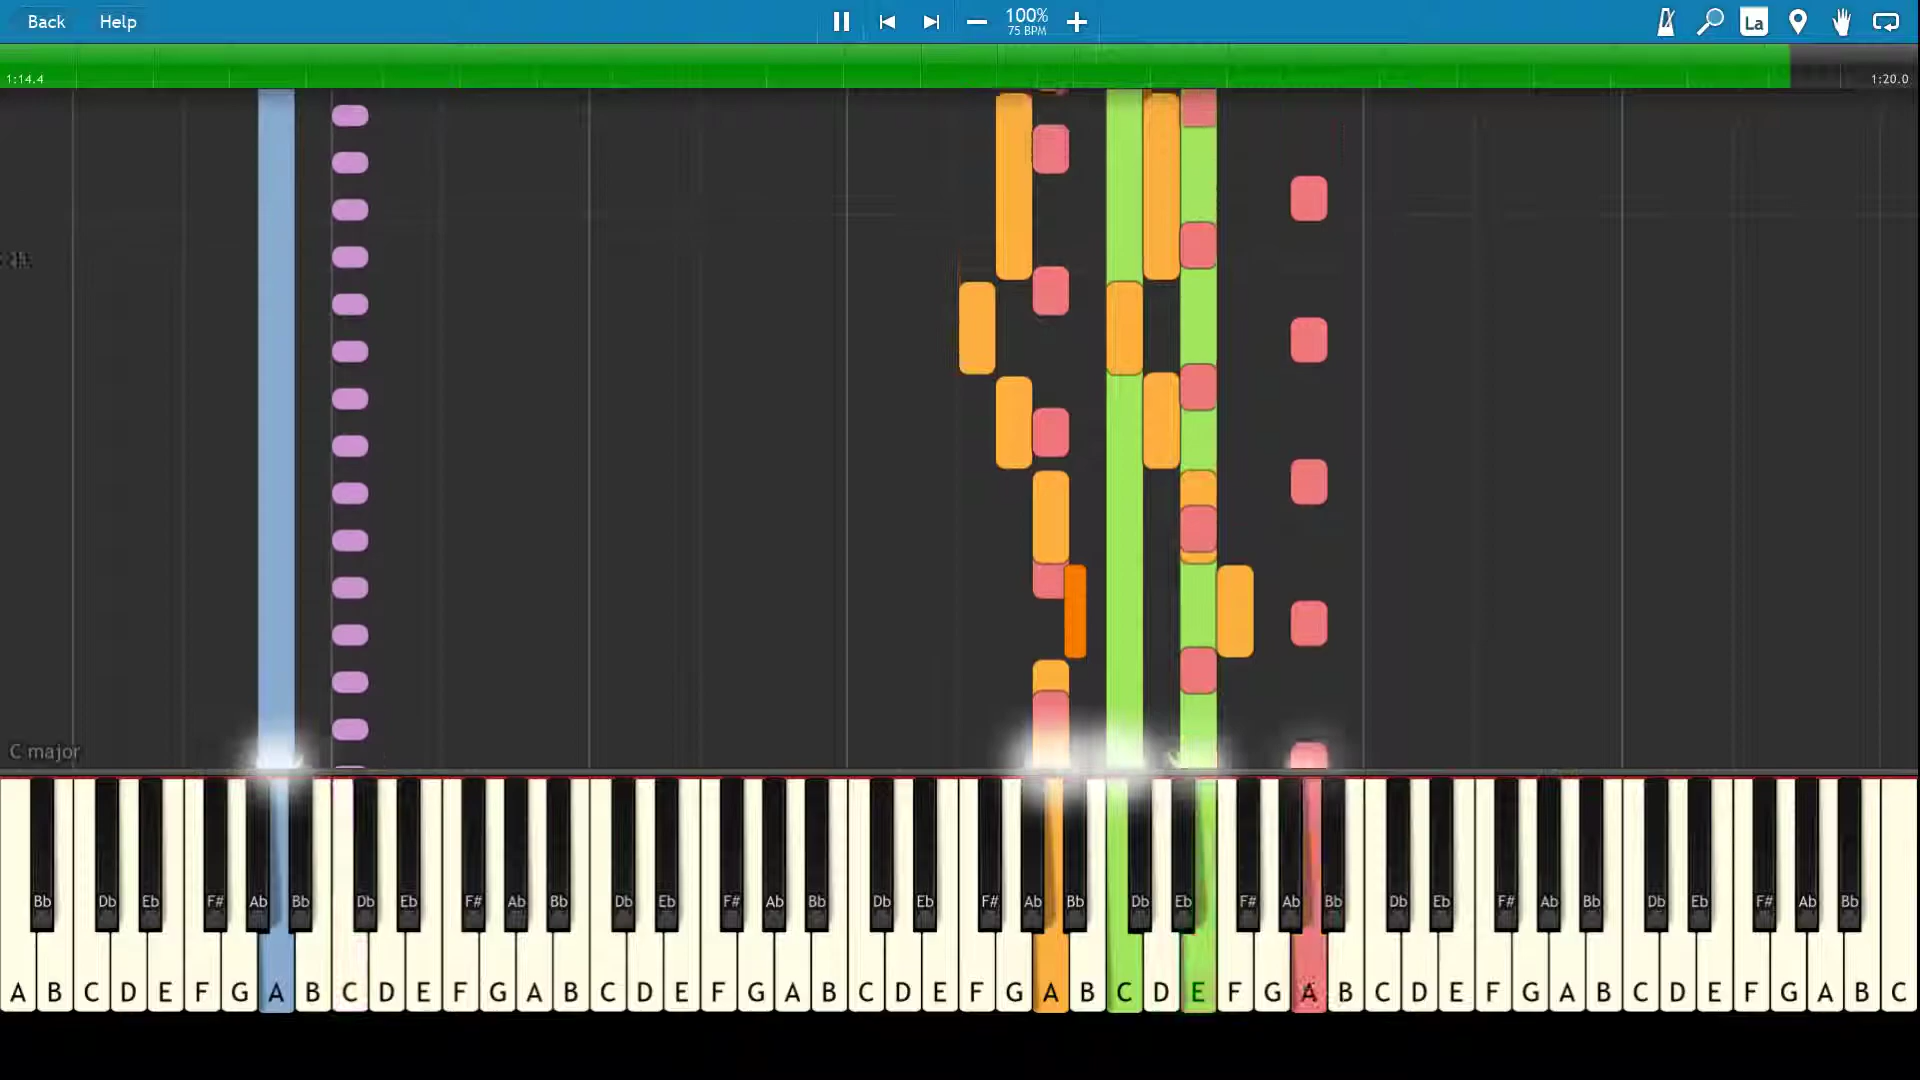 Back Help 100% La
75 BPM
1:14.4 1:20.0
C major
Bb Db Eb F# Ab Bb Db Eb F# Ab Bb Db Eb F# Ab Bb Db Eb F# Ab Bb Db Eb F# Ab Bb Db Eb F# Ab Bb Db Eb F# Ab Bb
A B C D E F G A B C D E F G A B C D E F G A B C D E F G A B C D E F G A B C D E F G A B C D E F G A B C